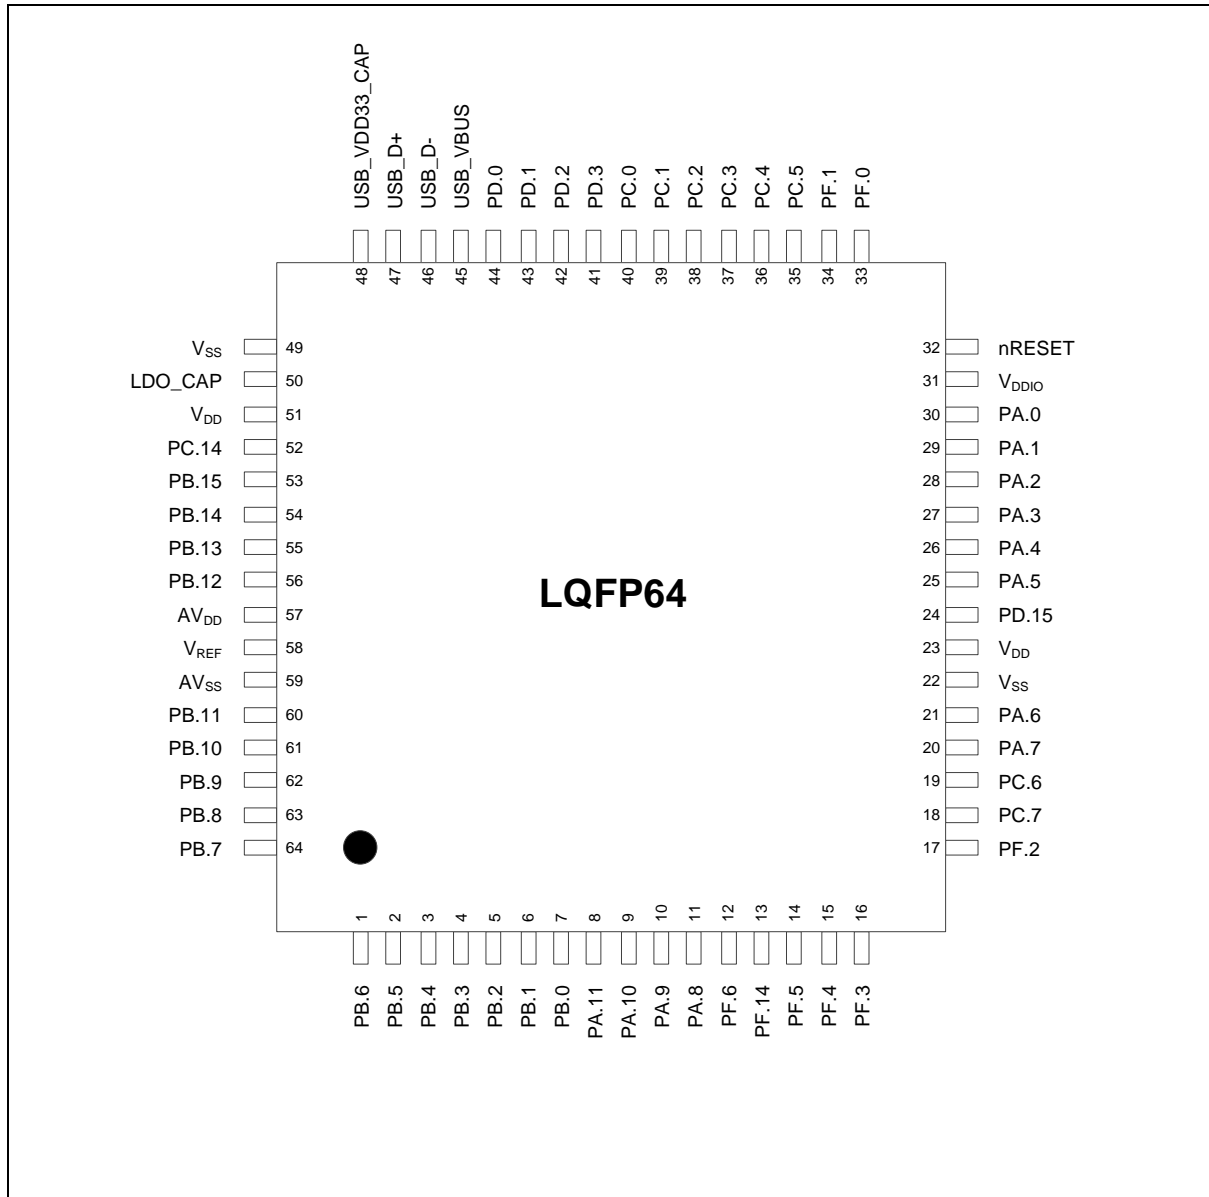 USB_VDD33_CAP
USB_D+
USB_D-
USB_VBUS
PD.0
PD.1
PD.2
PD.3
PC.0
PC.1
PC.2
PC.3
PC.4
PC.5
PF.1
PF.0
48
47
46
45
44
43
42
41
40
39
38
37
36
35
34
33
VSS 49
LDO_CAP 50
VDD 51
PC.14 52
PB.15 53
PB.14 54
PB.13 55
PB.12 56
AVDD 57
VREF 58
AVSS 59
PB.11 60
PB.10 61
PB.9 62
PB.8 63
PB.7 64
LQFP64
32 nRESET
31 VDDIO
30 PA.0
29 PA.1
28 PA.2
27 PA.3
26 PA.4
25 PA.5
24 PD.15
23 VDD
22 VSS
21 PA.6
20 PA.7
19 PC.6
18 PC.7
17 PF.2
1
2
3
4
5
6
7
8
9
10
11
12
13
14
15
16
PB.6
PB.5
PB.4
PB.3
PB.2
PB.1
PB.0
PA.11
PA.10
PA.9
PA.8
PF.6
PF.14
PF.5
PF.4
PF.3